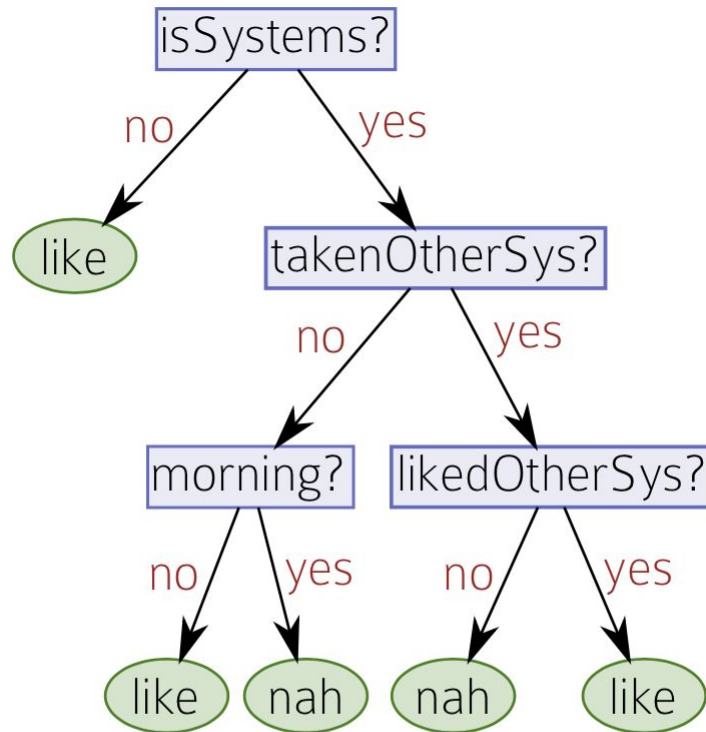 isSystems?
no yes
like takenOtherSys?
no yes
morning? likedOtherSys?
no yes no yes
like nah nah like